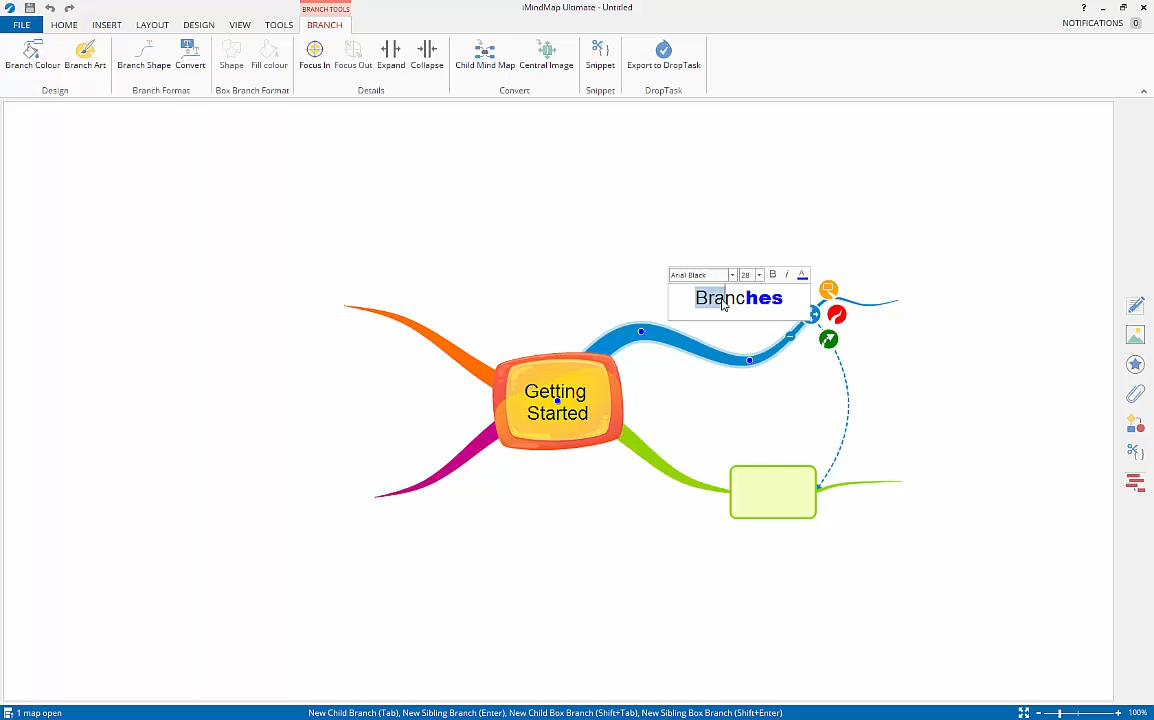 iMindMap Ultimate - Untitled
BRANCH TOOLS
FILE HOME INSERT LAYOUT DESIGN VIEW TOOLS BRANCH
NOTIFICATIONS 0
Branch Colour Branch Art Branch Shape Convert Shape Fill colour Focus In Focus Out Expand Collapse Child Mind Map Central Image Snippet Export to DropTask
Design Branch Format Box Branch Format Details Convert Snippet DropTask
Arial Black 28 B i A
Branches
Getting
Started
1 map open
New Child Branch (Tab), New Sibling Branch (Enter), New Child Box Branch (Shift+Tab), New Sibling Box Branch (Shift+Enter)
100%